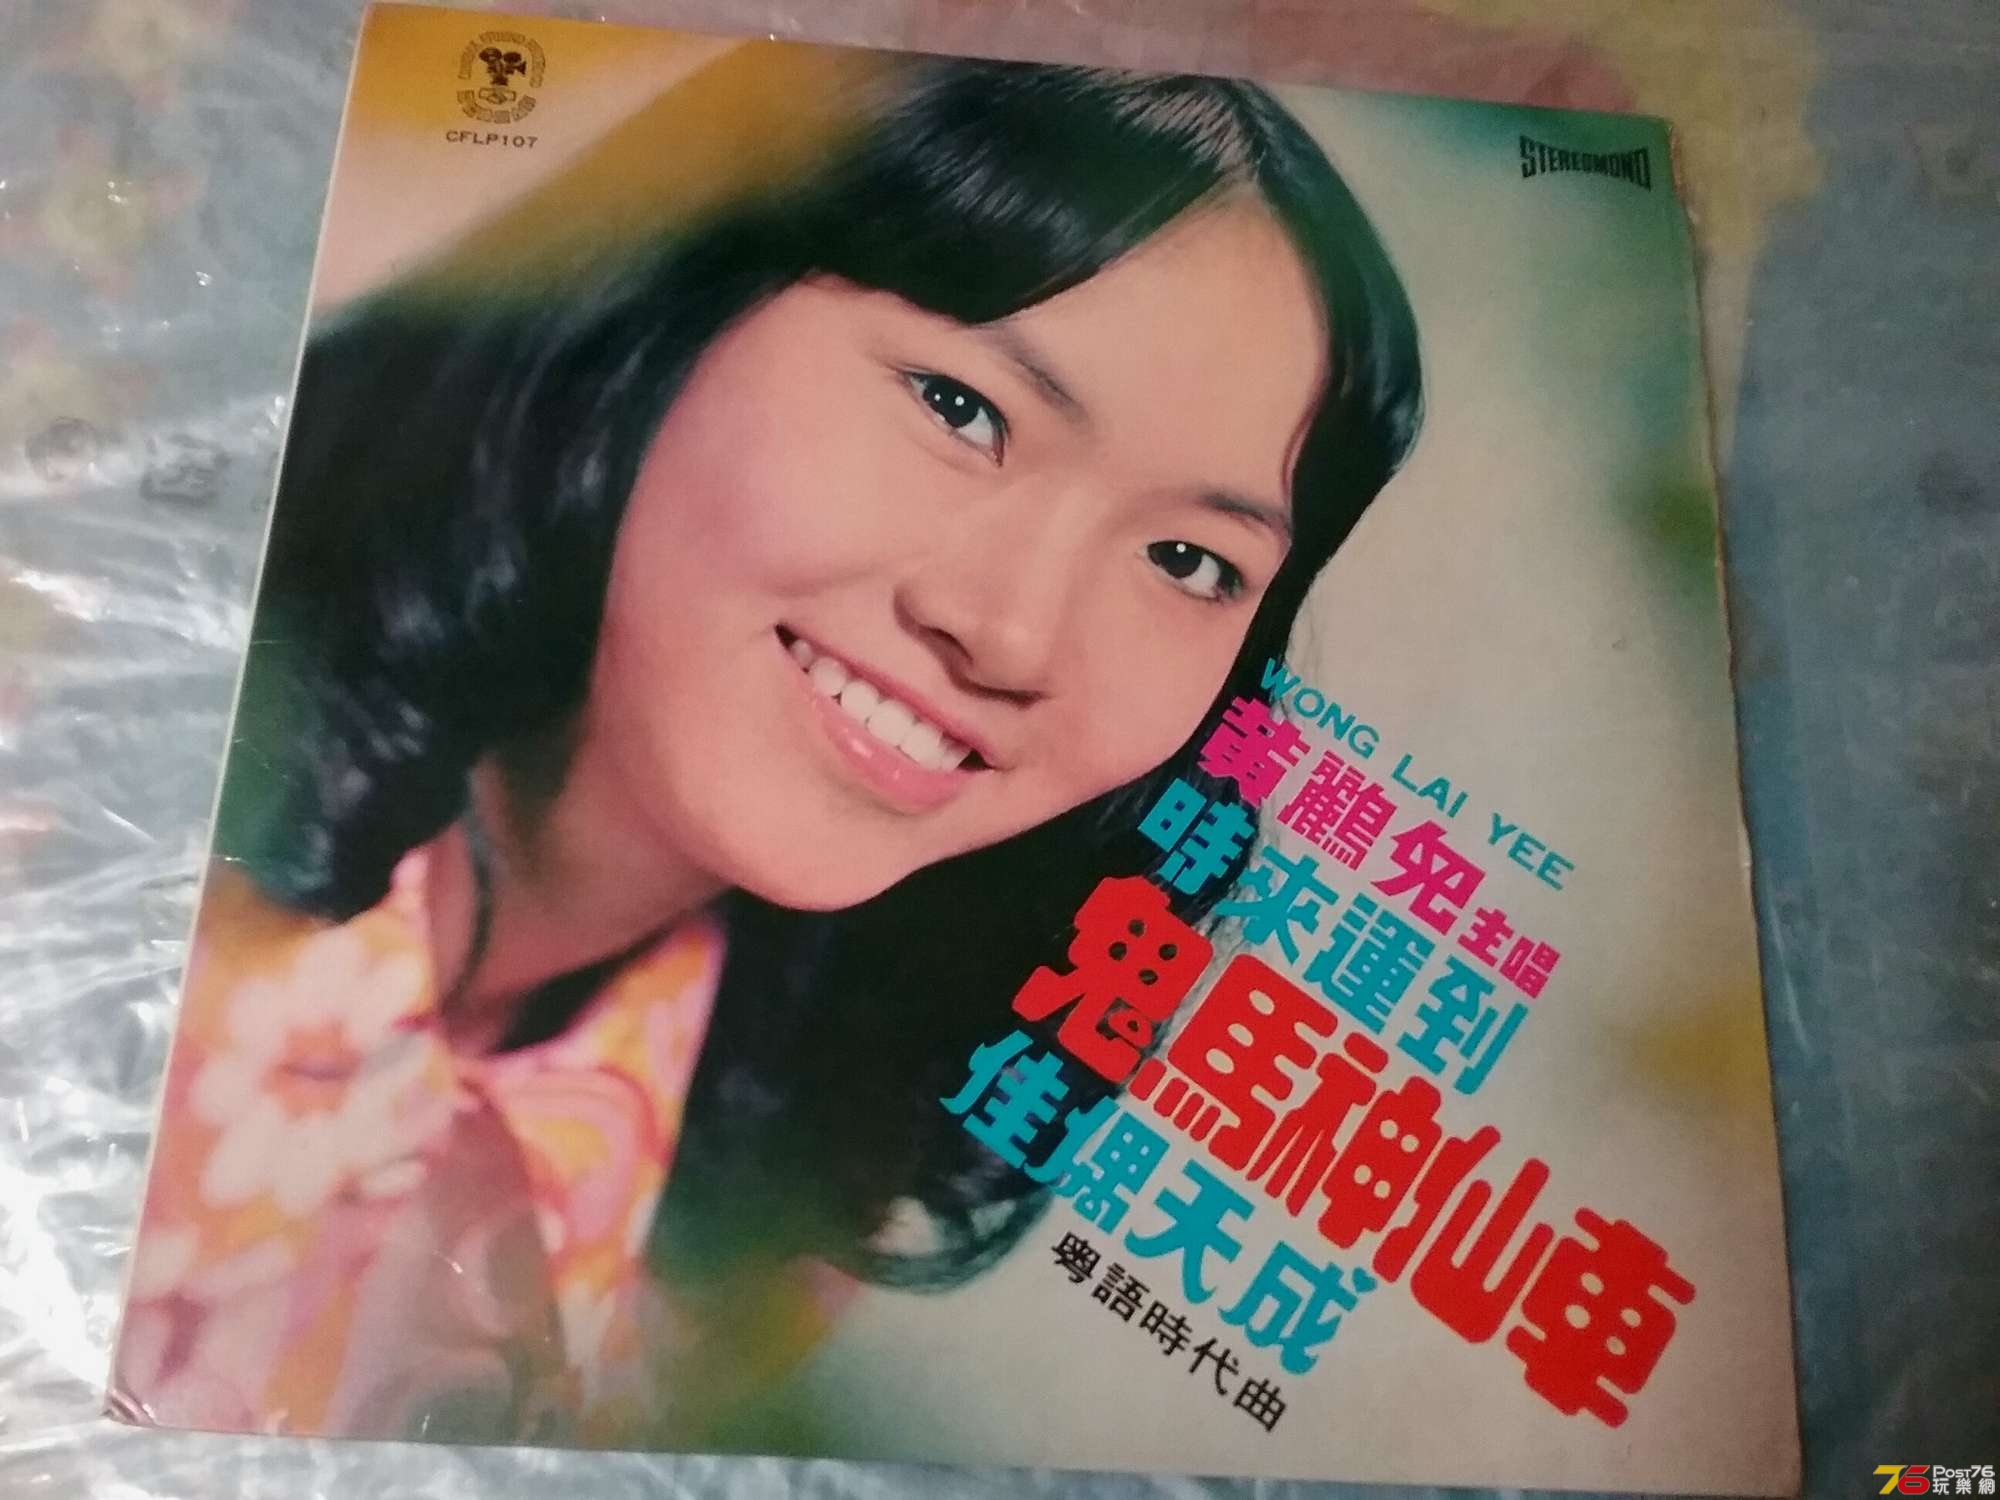 CFLP107
STEREOMONO
WONG LAI YEE
黃鸝兒主唱
時來運到
鬼馬神仙車
佳偶天成
粵語時代曲
76 Post76
玩樂網